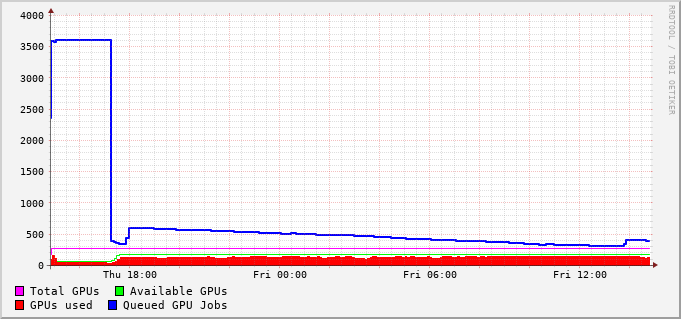 4000
3500
3000
2500
2000
1500
1000
500
0
Thu 18:00 Fri 00:00 Fri 06:00 Fri 12:00
Total GPUs Available GPUs
GPUs used Queued GPU Jobs
RRDTOOL / TOBI OETIKER